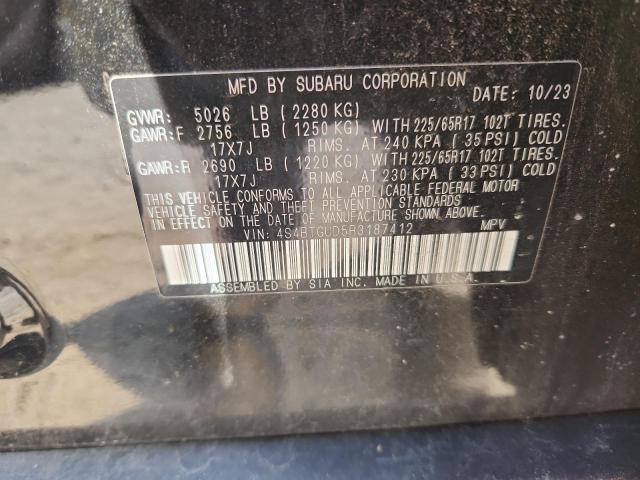 MFD BY SUBARU CORPORATION DATE: 10/23
GVWR: 5026 LB (2280 KG)
GAWR:F 2756 LB (1250 KG) WITH 225/65R17 102T TIRES.
17X7J RIMS. AT 240 KPA (35 PSI) COLD
GAWR:R 2690 LB (1220 KG) WITH 225/65R17 102T TIRES.
17X7J RIMS. AT 230 KPA (33 PSI) COLD
THIS VEHICLE CONFORMS TO ALL APPLICABLE FEDERAL MOTOR
VEHICLE SAFETY AND THEFT PREVENTION STANDARDS
IN EFFECT ON THE DATE OF MANUFACTURE SHOWN ABOVE.
VIN: 4S4BTGUD5R3187412 MPV
ASSEMBLED BY SIA INC. MADE IN U.S.A.